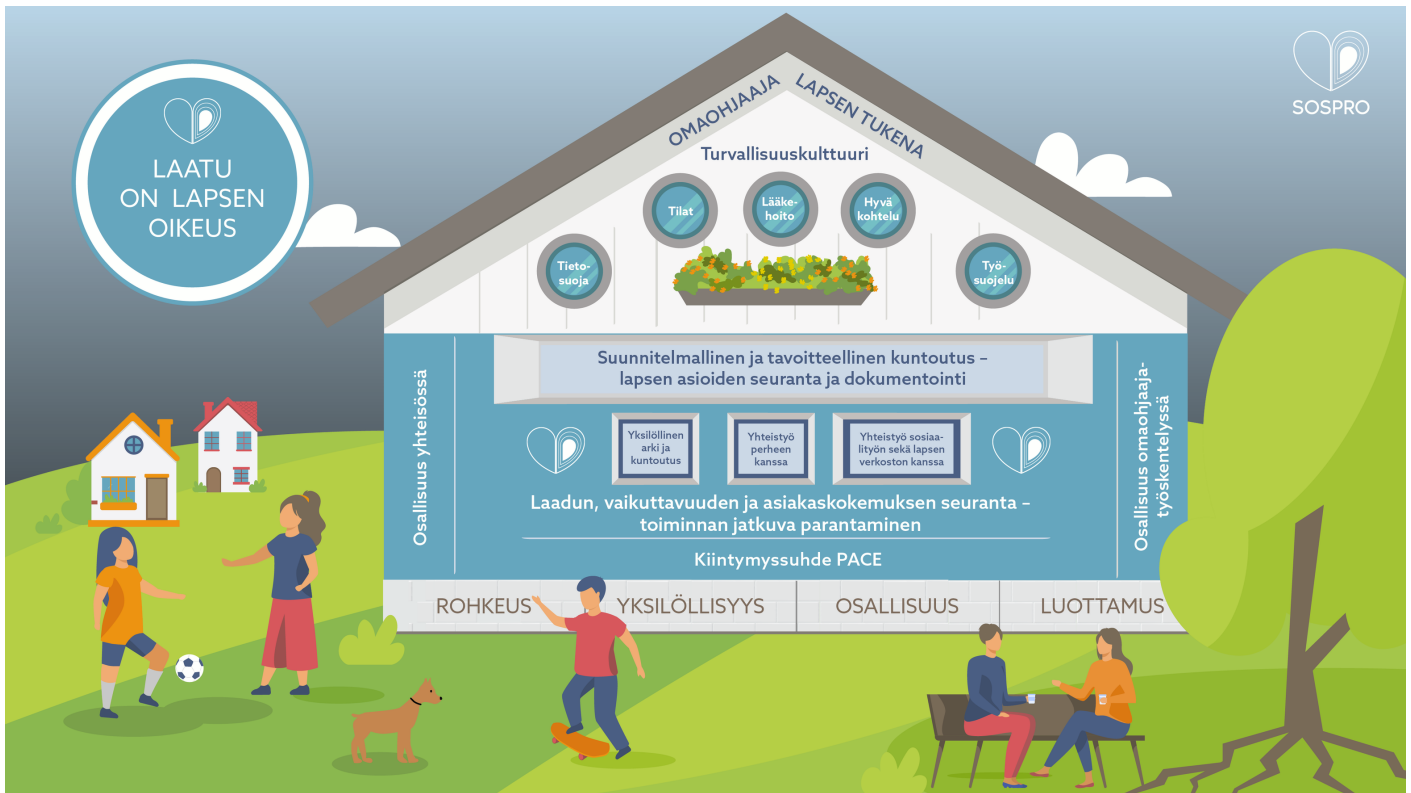 LAATU
ON LAPSEN
OIKEUS
SOSPRO
OMAOHJAAJA
LAPSEN TUKENA
Turvallisuuskulttuuri
Tieto-
suoja
Tilat
Lääke-
hoito
Hyvä
kohtelu
Työ-
suojelu
Suunnitelmallinen ja tavoitteellinen kuntoutus –
lapsen asioiden seuranta ja dokumentointi
Osallisuus yhteisössä
Yksilöllinen
arki ja
kuntoutus
Yhteistyö
perheen
kanssa
Yhteistyö sosiaa-
lityön sekä lapsen
verkoston kanssa
Osallisuus omaohjaaja-
työskentelyssä
Laadun, vaikuttavuuden ja asiakaskokemuksen seuranta –
toiminnan jatkuva parantaminen
Kiintymyssuhde PACE
ROHKEUS
YKSILÖLLISYYS
OSALLISUUS
LUOTTAMUS